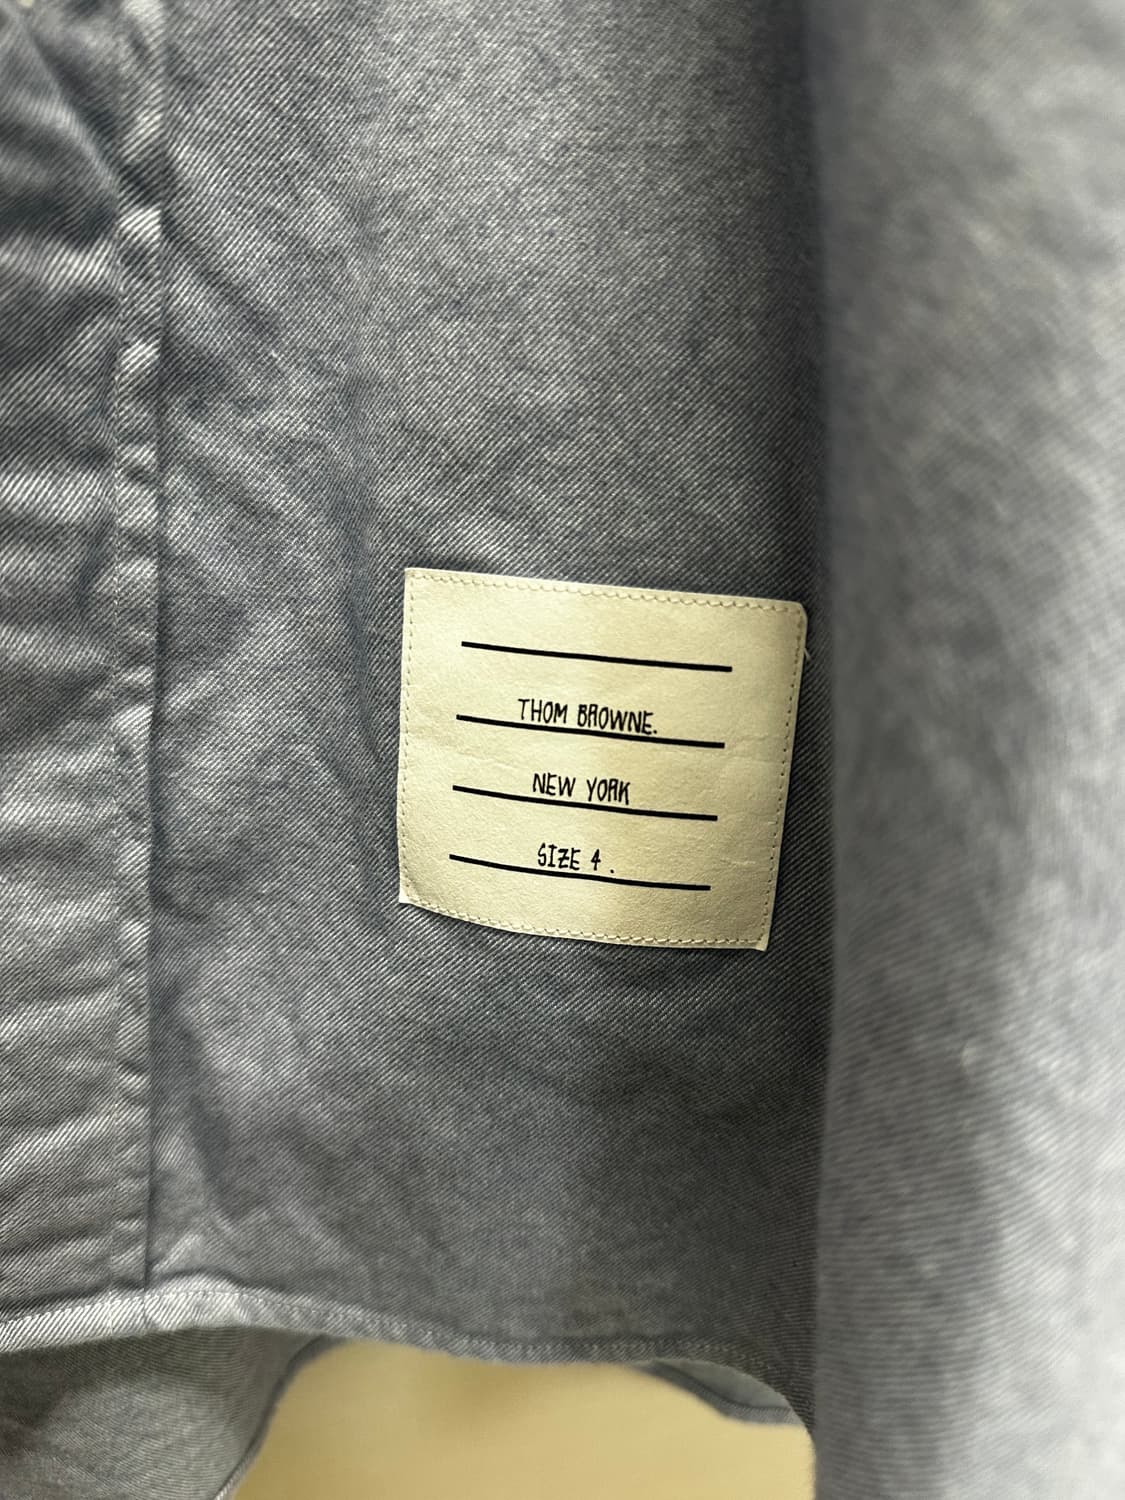 THOM BROWNE.
NEW YORK
SIZE 4.